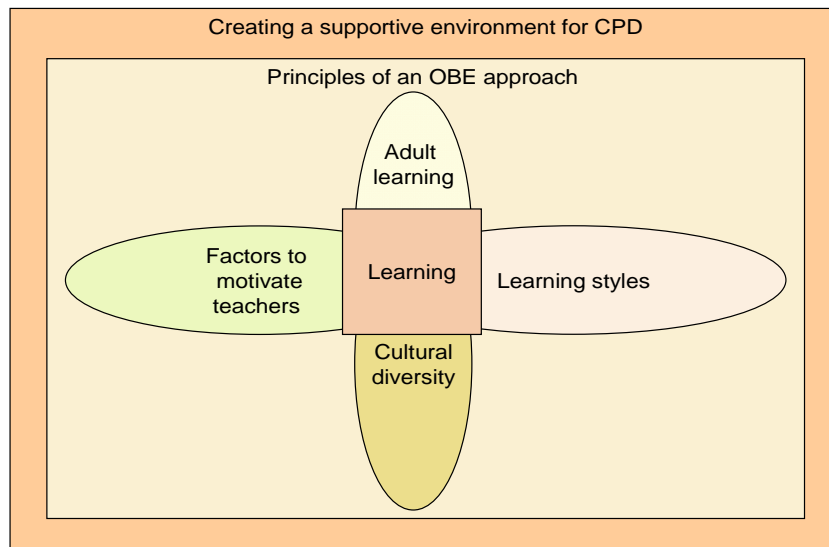 Creating a supportive environment for CPD
Principles of an OBE approach
Adult
learning
Factors to
motivate
teachers
Learning
Learning styles
Cultural
diversity